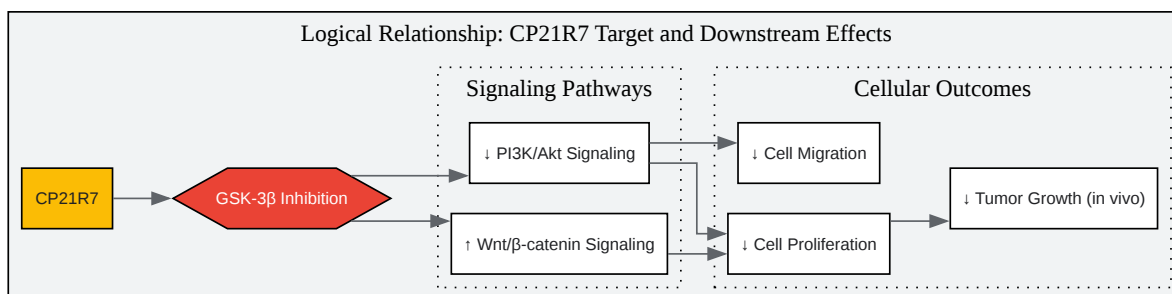 Logical Relationship: CP21R7 Target and Downstream Effects
Signaling Pathways
Cellular Outcomes
CP21R7
GSK-3β Inhibition
↓ PI3K/Akt Signaling
↑ Wnt/β-catenin Signaling
↓ Cell Migration
↓ Cell Proliferation
↓ Tumor Growth (in vivo)